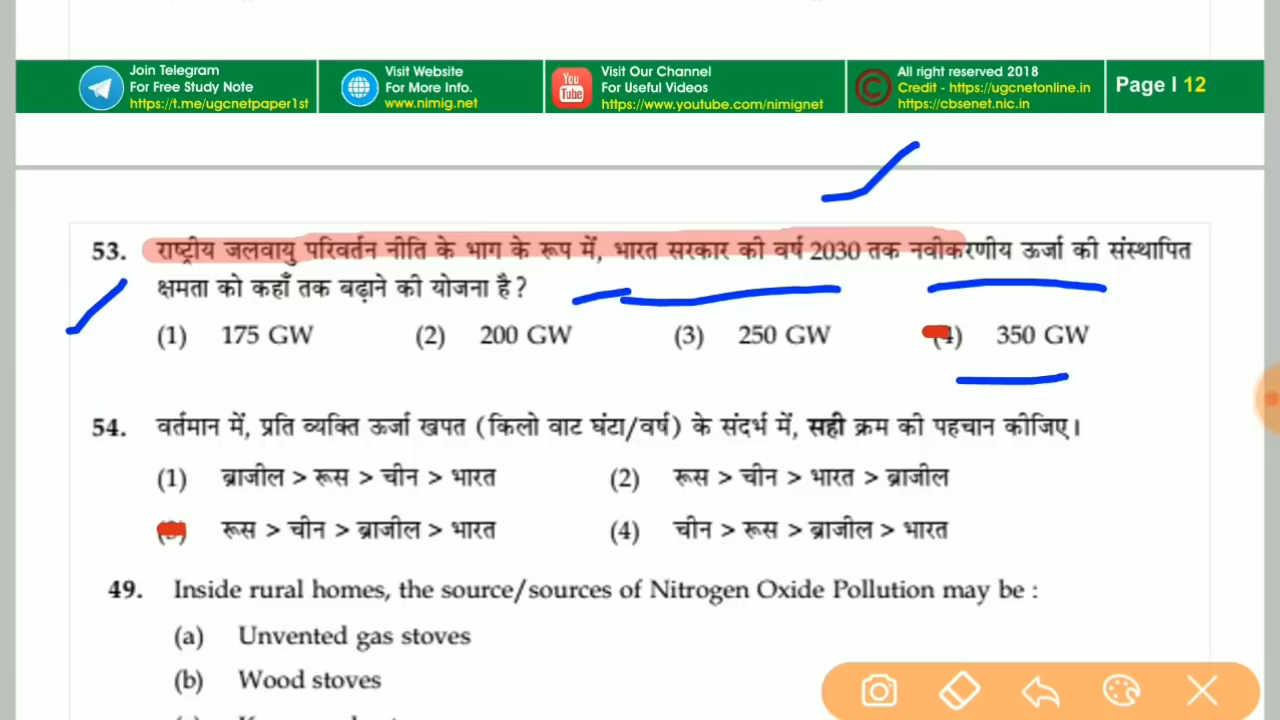 Join Telegram
For Free Study Note
https://t.me/ugcnetpaper1st
Visit Website
For More Info.
www.nimig.net
You
Tube
Visit Our Channel
For Useful Videos
https://www.youtube.com/nimignet
All right reserved 2018
Credit - https://ugcnetonline.in
https://cbsenet.nic.in
Page I 12
53. राष्ट्रीय जलवायु परिवर्तन नीति के भाग के रूप में, भारत सरकार की वर्ष 2030 तक नवीकरणीय ऊर्जा की संस्थापित
क्षमता को कहाँ तक बढ़ाने की योजना है?
(1) 175 GW (2) 200 GW (3) 250 GW (4) 350 GW
54. वर्तमान में, प्रति व्यक्ति ऊर्जा खपत (किलो वाट घंटा/वर्ष) के संदर्भ में, सही क्रम की पहचान कीजिए।
(1) ब्राजील > रूस > चीन > भारत (2) रूस > चीन > भारत > ब्राजील
रूस > चीन > ब्राजील > भारत (4) चीन > रूस > ब्राजील > भारत
49. Inside rural homes, the source/sources of Nitrogen Oxide Pollution may be :
(a) Unvented gas stoves
(b) Wood stoves